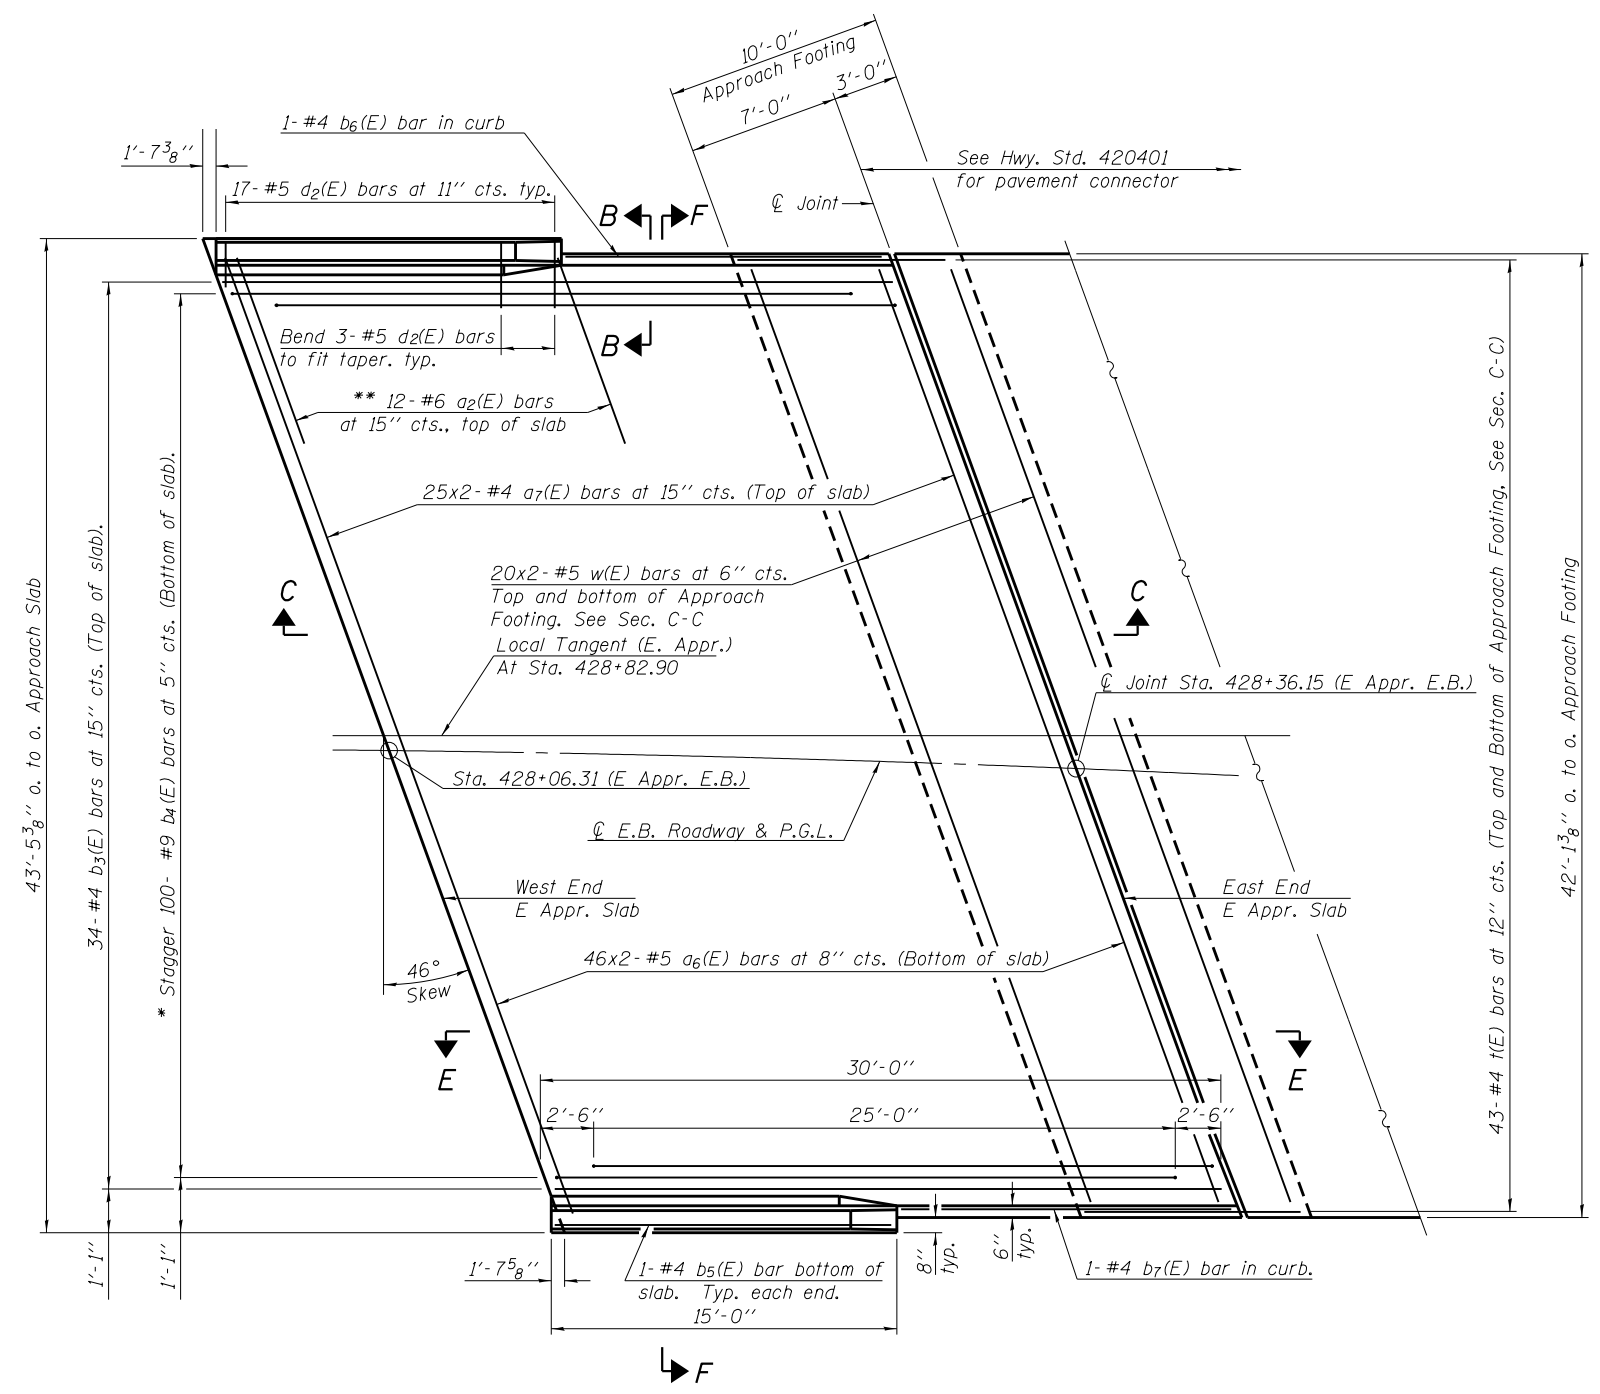 10'-0"
Approach Footing
3'-0"
7'-0"
1-#4 b6(E) bar in curb
1'-7 3/8"
17-#5 d2(E) bars at 11" cts. typ.
See Hwy. Std. 420401
for pavement connector
℄ Joint
B
F
Bend 3-#5 d2(E) bars
to fit taper. typ.
B
** 12-#6 a2(E) bars
at 15" cts., top of slab
25x2-#4 a7(E) bars at 15" cts. (Top of slab)
20x2-#5 w(E) bars at 6" cts.
Top and bottom of Approach
Footing. See Sec. C-C
Local Tangent (E. Appr.)
At Sta. 428+82.90
C
C
℄ Joint Sta. 428+36.15 (E Appr. E.B.)
Sta. 428+06.31 (E Appr. E.B.)
℄ E.B. Roadway & P.G.L.
West End
E Appr. Slab
East End
E Appr. Slab
46x2-#5 a6(E) bars at 8" cts. (Bottom of slab)
46°
Skew
E
E
30'-0"
2'-6"
25'-0"
2'-6"
43'-5 3/8" o. to o. Approach Slab
34-#4 b3(E) bars at 15" cts. (Top of slab).
* Stagger 100- #9 b4(E) bars at 5" cts. (Bottom of slab).
43-#4 t(E) bars at 12" cts. (Top and Bottom of Approach Footing, See Sec. C-C)
42'-1 3/8" o. to o. Approach Footing
1'-1"
1'-1"
1'-7 5/8"
1-#4 b5(E) bar bottom of
slab. Typ. each end.
15'-0"
8"
typ.
6"
typ.
1-#4 b7(E) bar in curb.
F